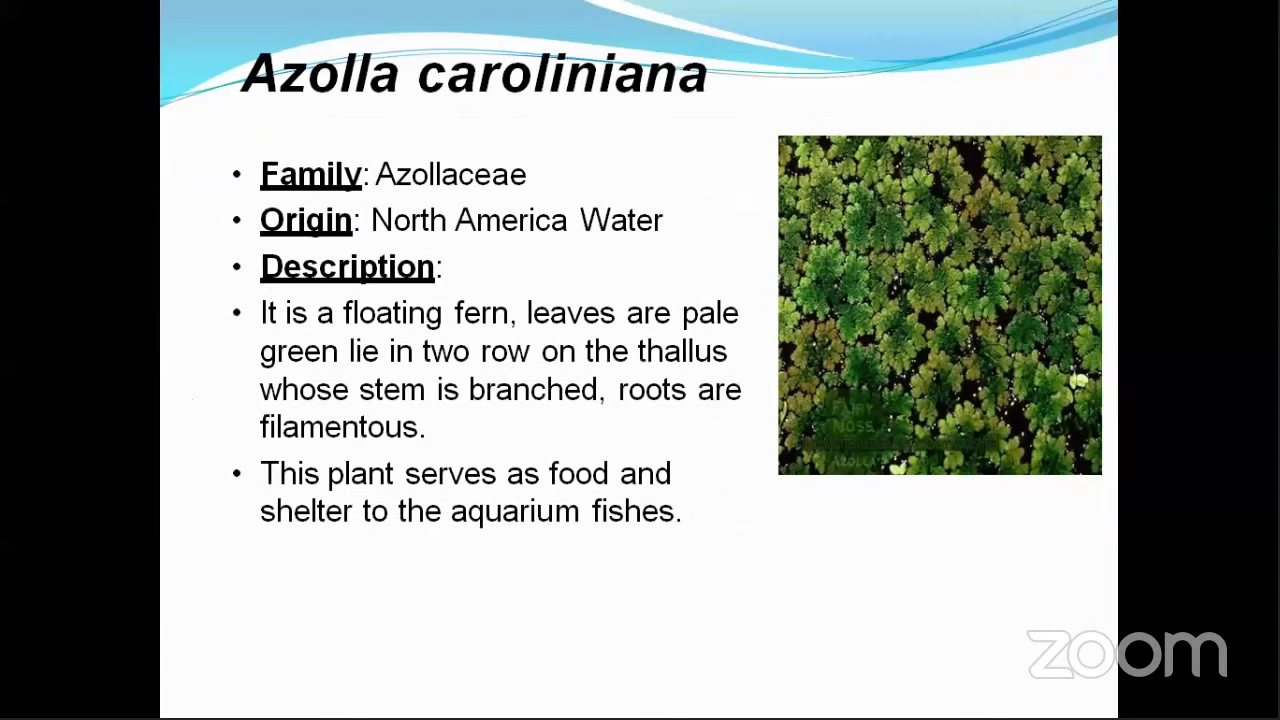 Azolla caroliniana
• Family: Azollaceae
• Origin: North America Water
• Description:
• It is a floating fern, leaves are pale
green lie in two row on the thallus
whose stem is branched, roots are
filamentous.
• This plant serves as food and
shelter to the aquarium fishes.
zoom